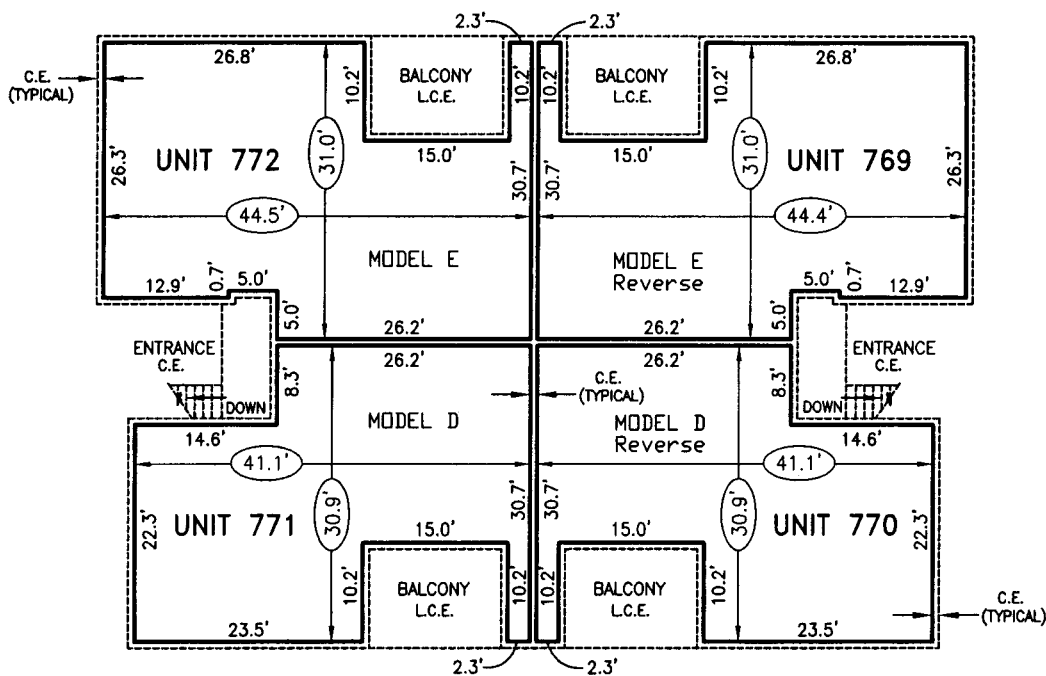 2.3' 2.3'
26.8' 26.8'
C.E.
(TYPICAL)
10.2' BALCONY
L.C.E.
10.2' 10.2' BALCONY
L.C.E.
10.2'
UNIT 772 31.0' 15.0' 15.0' 31.0' UNIT 769
26.3' 30.7' 30.7' 26.3'
44.5' 44.4'
MODEL E
MODEL E
Reverse
12.9' 0.7' 5.0' 5.0' 0.7' 12.9'
5.0' 26.2' 26.2' 5.0'
ENTRANCE
C.E.
26.2' 26.2'
ENTRANCE
C.E.
8.3' 8.3'
C.E.
(TYPICAL)
DOWN DOWN
MODEL D
MODEL D
Reverse
14.6' 14.6'
41.1' 41.1'
22.3' 30.9' 30.7' 30.7' 30.9' 22.3'
UNIT 771 15.0' 15.0' UNIT 770
10.2' BALCONY
L.C.E.
10.2' 10.2' BALCONY
L.C.E.
10.2'
C.E.
(TYPICAL)
23.5' 23.5'
2.3' 2.3'